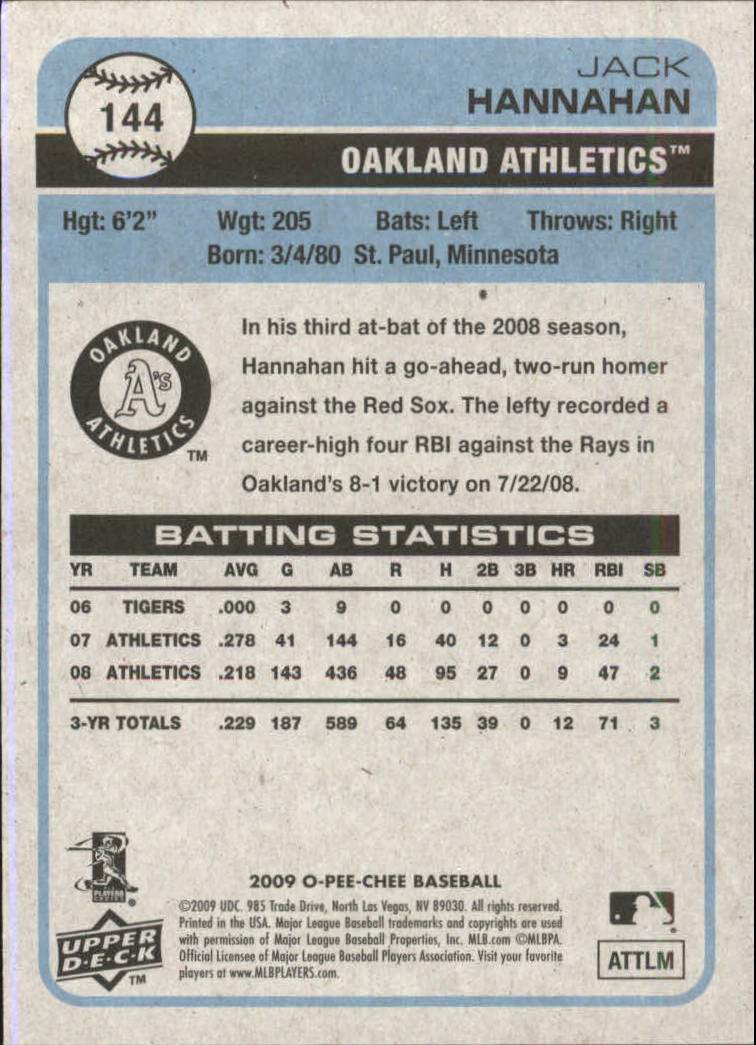 144
JACK
HANNAHAN
OAKLAND ATHLETICS™
Hgt: 6'2" Wgt: 205 Bats: Left Throws: Right
Born: 3/4/80 St. Paul, Minnesota
OAKLAND
A's
ATHLETICS
TM
In his third at-bat of the 2008 season,
Hannahan hit a go-ahead, two-run homer
against the Red Sox. The lefty recorded a
career-high four RBI against the Rays in
Oakland's 8-1 victory on 7/22/08.
BATTING STATISTICS
YR TEAM AVG G AB R H 2B 3B HR RBI SB
06 TIGERS .000 3 9 0 0 0 0 0 0 0
07 ATHLETICS .278 41 144 16 40 12 0 3 24 1
08 ATHLETICS .218 143 436 48 95 27 0 9 47 2
3-YR TOTALS .229 187 589 64 135 39 0 12 71 3
PLAYERS
®
UPPER
D·E·C·K
TM
2009 O-PEE-CHEE BASEBALL
©2009 UDC. 985 Trade Drive, North Las Vegas, NV 89030. All rights reserved.
Printed in the USA. Major League Baseball trademarks and copyrights are used
with permission of Major League Baseball Properties, Inc. MLB.com ©MLBPA.
Official Licensee of Major League Baseball Players Association. Visit your favorite
players at www.MLBPLAYERS.com.
ATTLM